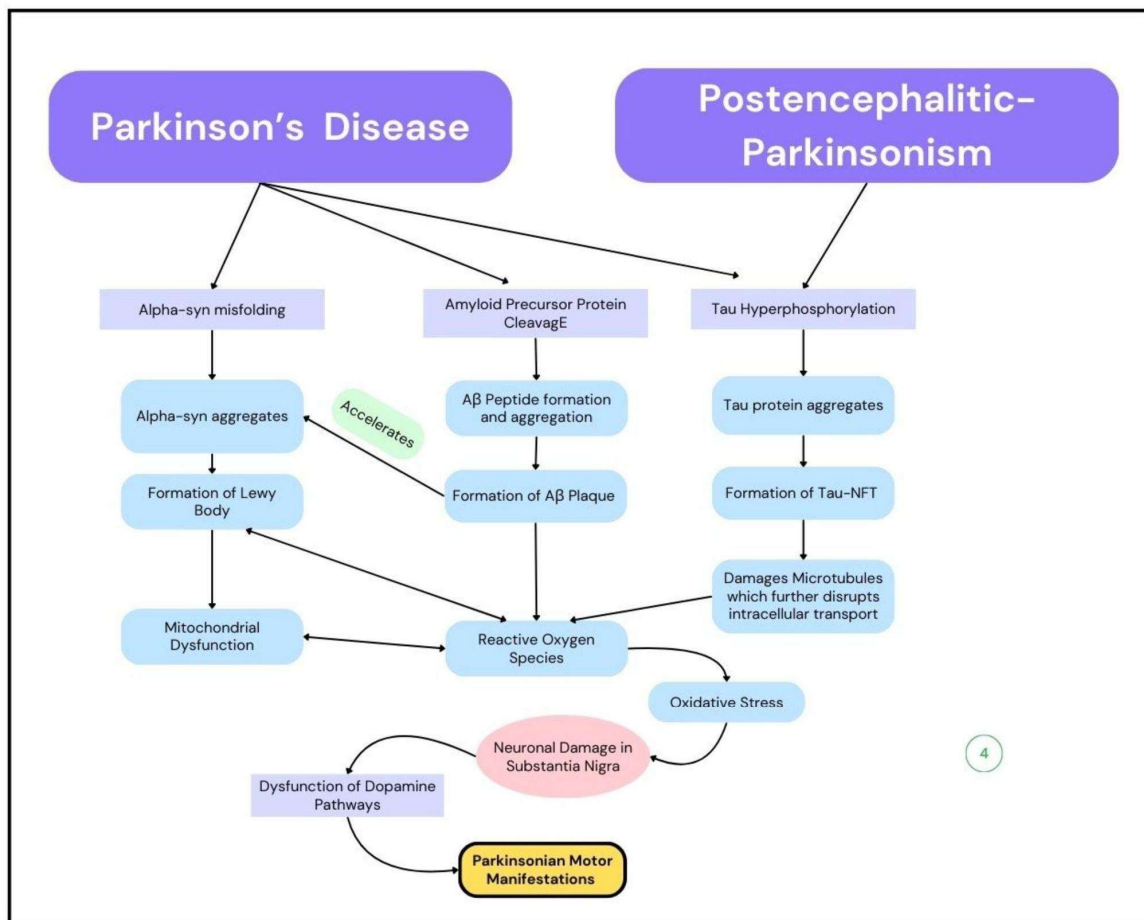 Parkinson's Disease
Postencephalitic-
Parkinsonism
Alpha-syn misfolding
Amyloid Precursor Protein
CleavagE
Tau Hyperphosphorylation
Alpha-syn aggregates
Accelerates
Aβ Peptide formation
and aggregation
Tau protein aggregates
Formation of Lewy
Body
Formation of Aβ Plaque
Formation of Tau-NFT
Mitochondrial
Dysfunction
Reactive Oxygen
Species
Damages Microtubules
which further disrupts
intracellular transport
Oxidative Stress
Neuronal Damage in
Substantia Nigra
4
Dysfunction of Dopamine
Pathways
Parkinsonian Motor
Manifestations